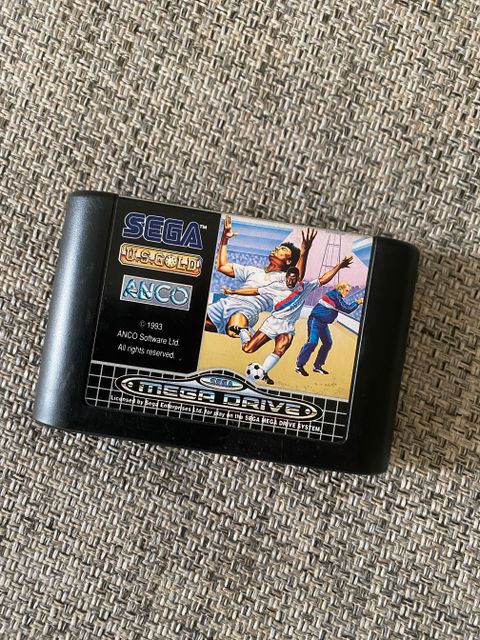 SEGA™
U.S. GOLD
ANCO
© 1993
ANCO Software Ltd.
All rights reserved.
SEGA
MEGA DRIVE
Licensed by Sega Enterprises Ltd. for play on the SEGA MEGA DRIVE SYSTEM.